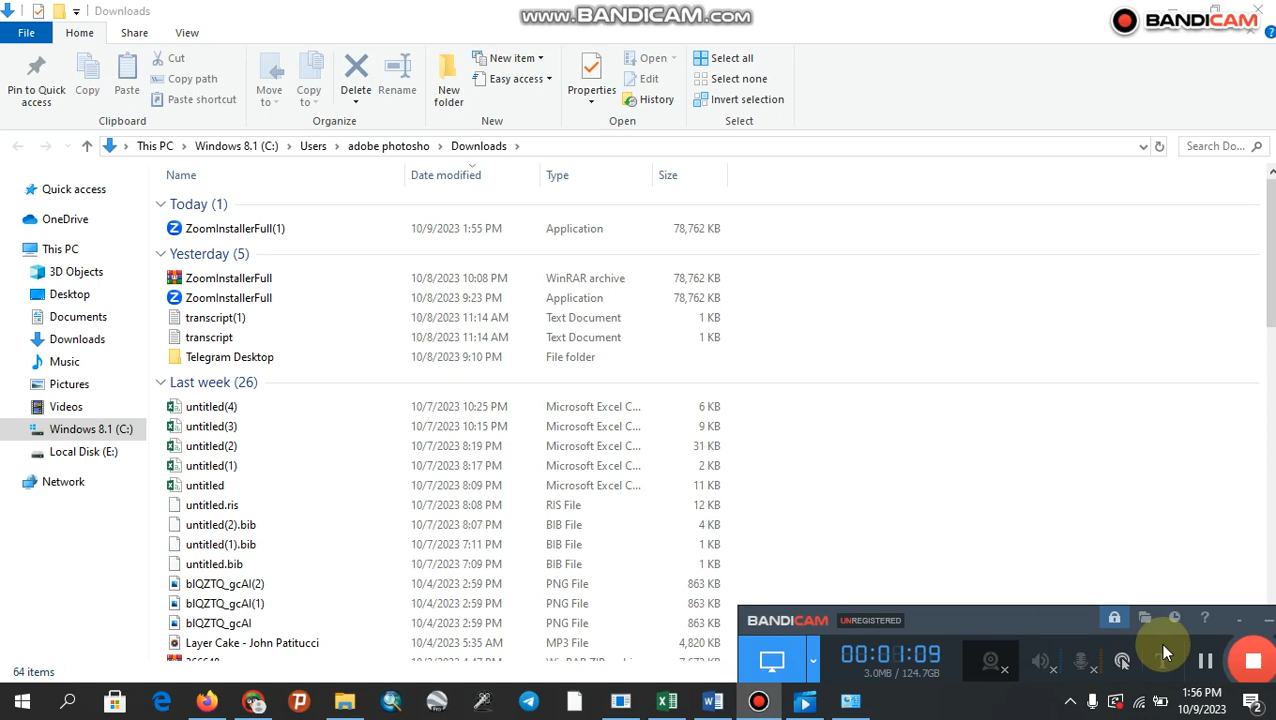 Downloads
www.BANDICAM.com
BANDICAM
File Home Share View
Pin to Quick access
Copy
Paste
Cut
Copy path
Paste shortcut
Clipboard
Move to
Copy to
Delete
Rename
Organize
New folder
New item
Easy access
New
Properties
Open
Edit
History
Open
Select all
Select none
Invert selection
Select
This PC Windows 8.1 (C:) Users adobe photosho Downloads
Search Do...
Name Date modified Type Size
Quick access
OneDrive
This PC
3D Objects
Desktop
Documents
Downloads
Music
Pictures
Videos
Windows 8.1 (C:)
Local Disk (E:)
Network
Today (1)
ZoomInstallerFull(1) 10/9/2023 1:55 PM Application 78,762 KB
Yesterday (5)
ZoomInstallerFull 10/8/2023 10:08 PM WinRAR archive 78,762 KB
ZoomInstallerFull 10/8/2023 9:23 PM Application 78,762 KB
transcript(1) 10/8/2023 11:14 AM Text Document 1 KB
transcript 10/8/2023 11:14 AM Text Document 1 KB
Telegram Desktop 10/8/2023 9:10 PM File folder
Last week (26)
untitled(4) 10/7/2023 10:25 PM Microsoft Excel C... 6 KB
untitled(3) 10/7/2023 10:15 PM Microsoft Excel C... 9 KB
untitled(2) 10/7/2023 8:19 PM Microsoft Excel C... 31 KB
untitled(1) 10/7/2023 8:17 PM Microsoft Excel C... 2 KB
untitled 10/7/2023 8:09 PM Microsoft Excel C... 11 KB
untitled.ris 10/7/2023 8:08 PM RIS File 12 KB
untitled(2).bib 10/7/2023 8:07 PM BIB File 4 KB
untitled(1).bib 10/7/2023 7:11 PM BIB File 1 KB
untitled.bib 10/7/2023 7:09 PM BIB File 1 KB
bIQZTQ_gcAI(2) 10/4/2023 2:59 PM PNG File 863 KB
bIQZTQ_gcAI(1) 10/4/2023 2:59 PM PNG File 863 KB
bIQZTQ_gcAI 10/4/2023 2:59 PM PNG File 863 KB
Layer Cake - John Patitucci 10/4/2023 5:35 AM MP3 File 4,820 KB
64 items
BANDICAM UNREGISTERED
00:01:09
3.0MB / 124.7GB
1:56 PM
10/9/2023
2